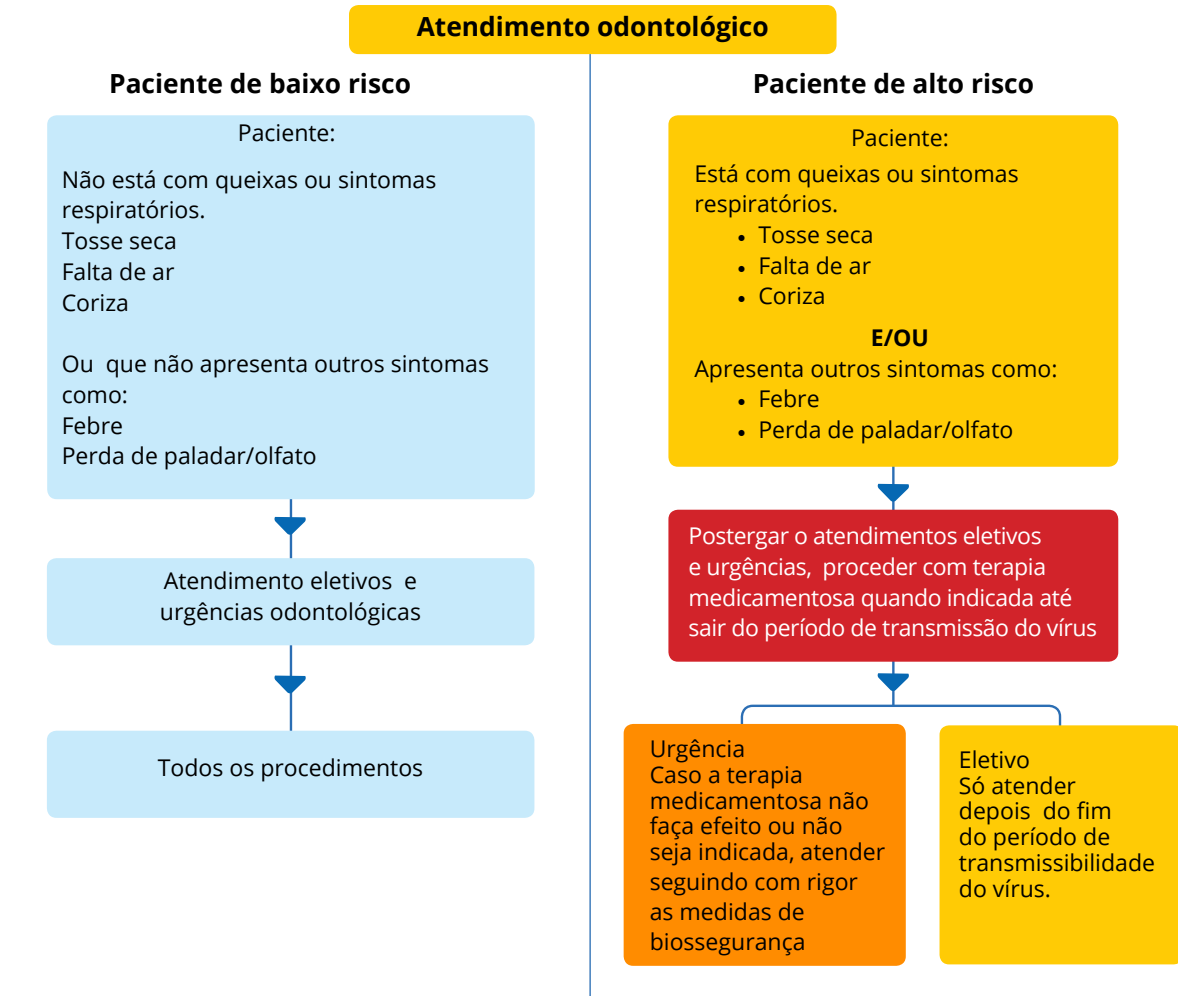 Atendimento odontológico
Paciente de baixo risco
Paciente:
Não está com queixas ou sintomas
respiratórios.
Tosse seca
Falta de ar
Coriza
Ou que não apresenta outros sintomas
como:
Febre
Perda de paladar/olfato
Atendimento eletivos e
urgências odontológicas
Todos os procedimentos
Paciente de alto risco
Paciente:
Está com queixas ou sintomas
respiratórios.
• Tosse seca
• Falta de ar
• Coriza
E/OU
Apresenta outros sintomas como:
• Febre
• Perda de paladar/olfato
Postergar o atendimentos eletivos
e urgências, proceder com terapia
medicamentosa quando indicada até
sair do período de transmissão do vírus
Urgência
Caso a terapia
medicamentosa não
faça efeito ou não
seja indicada, atender
seguindo com rigor
as medidas de
biossegurança
Eletivo
Só atender
depois do fim
do período de
transmissibilidade
do vírus.